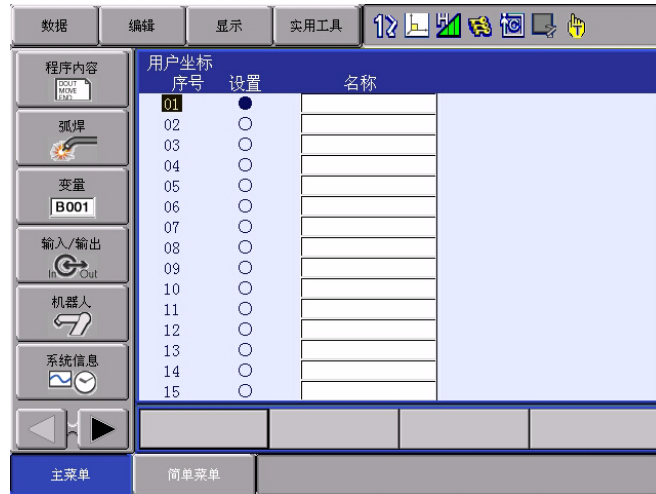 数据 编辑 显示 实用工具
程序内容
DOUT
MOVE
END
弧焊
变量
B001
输入/输出
In Out
机器人
系统信息
主菜单 简单菜单
用户坐标
序号 设置 名称
01
02
03
04
05
06
07
08
09
10
11
12
13
14
15